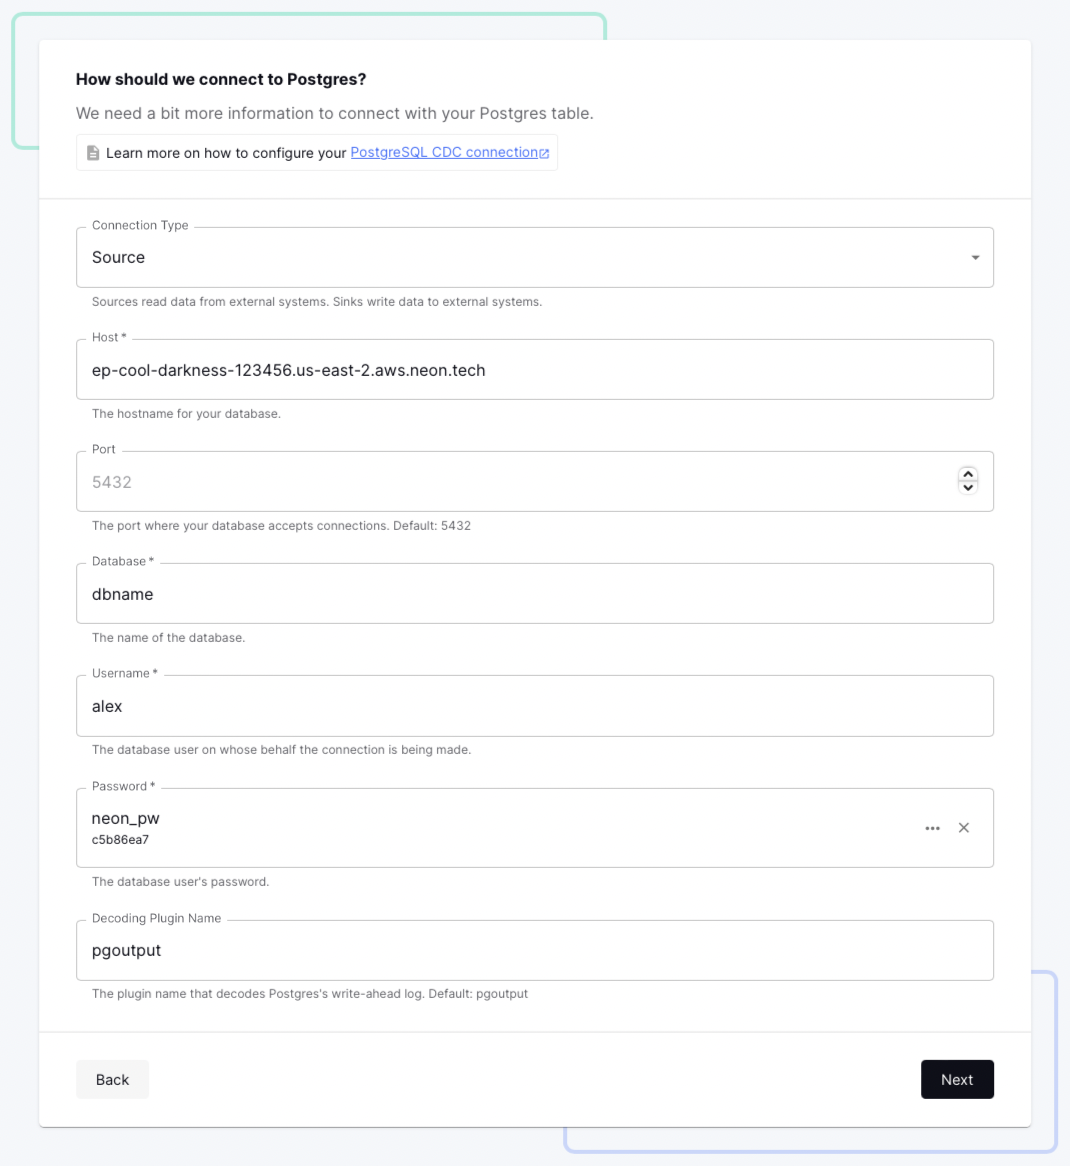 How should we connect to Postgres?
We need a bit more information to connect with your Postgres table.
Learn more on how to configure your PostgreSQL CDC connection
Connection Type
Source
Sources read data from external systems. Sinks write data to external systems.
Host *
ep-cool-darkness-123456.us-east-2.aws.neon.tech
The hostname for your database.
Port
5432
The port where your database accepts connections. Default: 5432
Database *
dbname
The name of the database.
Username *
alex
The database user on whose behalf the connection is being made.
Password *
neon_pw
c5b86ea7
The database user's password.
Decoding Plugin Name
pgoutput
The plugin name that decodes Postgres's write-ahead log. Default: pgoutput
Back
Next